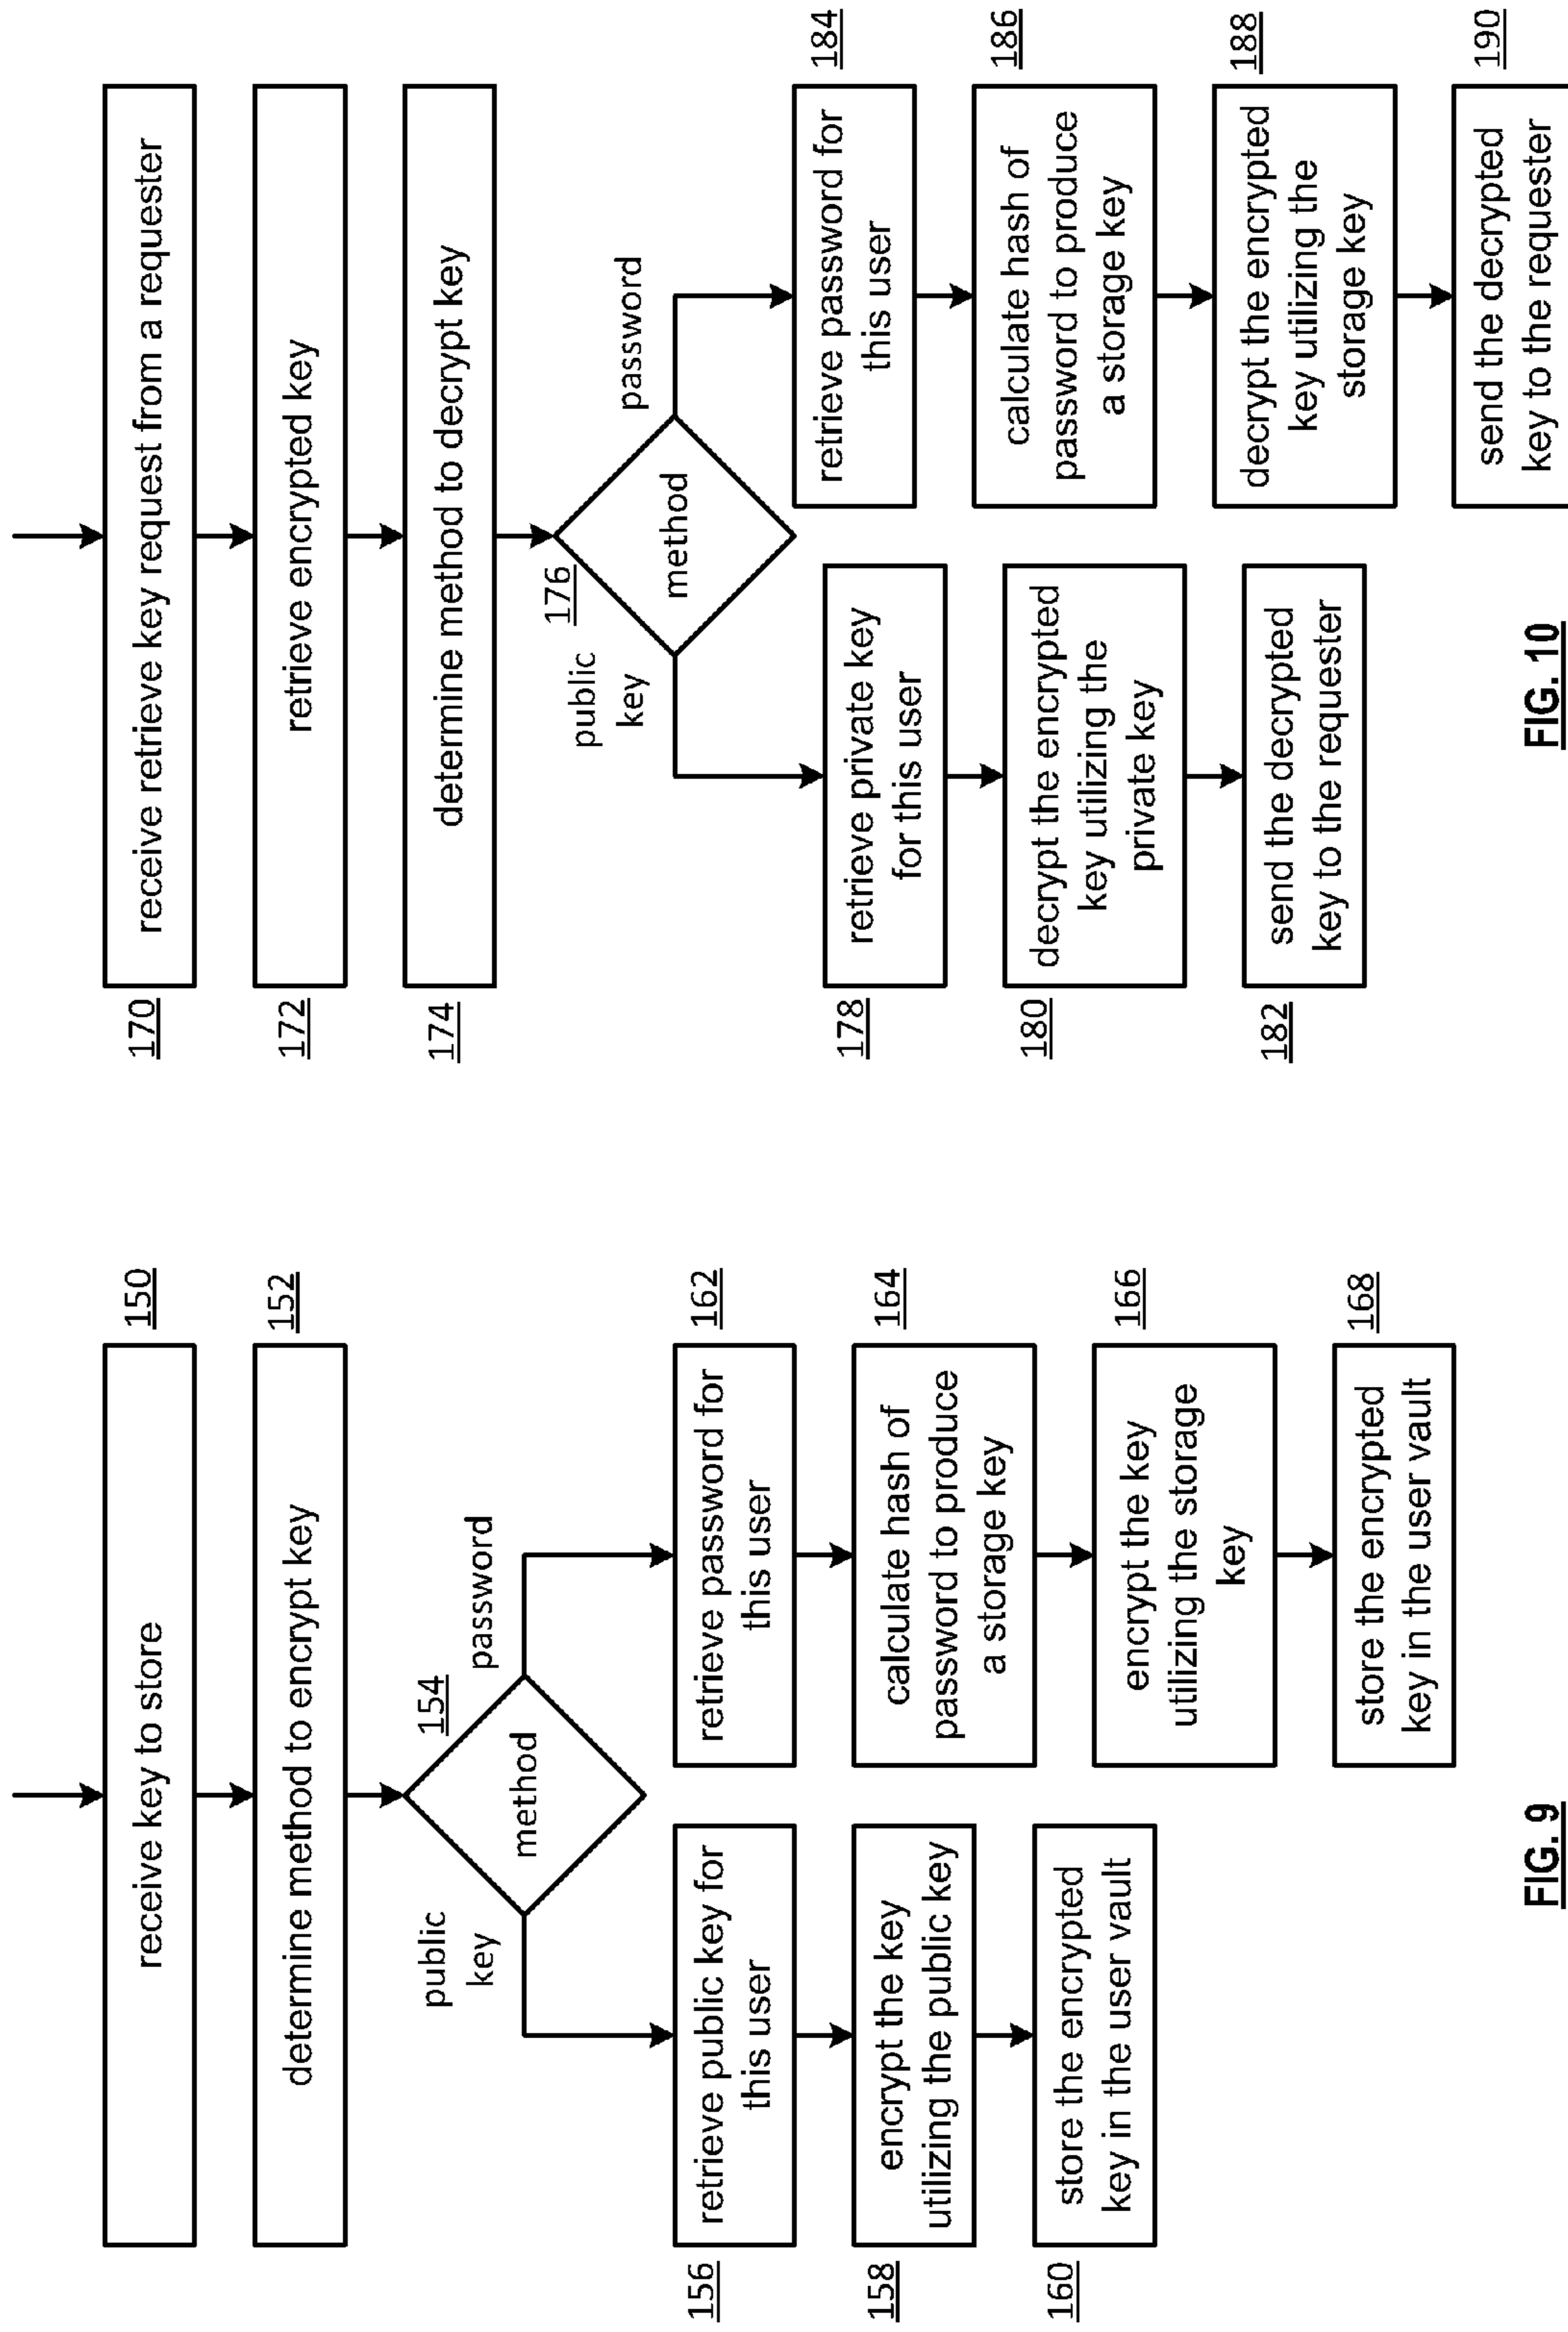 150
receive key to store
152
determine method to encrypt key
154
method
public
key
password
156
retrieve public key for
this user
158
encrypt the key
utilizing the public key
160
store the encrypted
key in the user vault
162
retrieve password for
this user
164
calculate hash of
password to produce
a storage key
166
encrypt the key
utilizing the storage
key
168
store the encrypted
key in the user vault
FIG. 9
170
receive retrieve key request from a requester
172
retrieve encrypted key
174
determine method to decrypt key
176
method
public
key
password
178
retrieve private key
for this user
180
decrypt the encrypted
key utilizing the
private key
182
send the decrypted
key to the requester
184
retrieve password for
this user
186
calculate hash of
password to produce
a storage key
188
decrypt the encrypted
key utilizing the
storage key
190
send the decrypted
key to the requester
FIG. 10